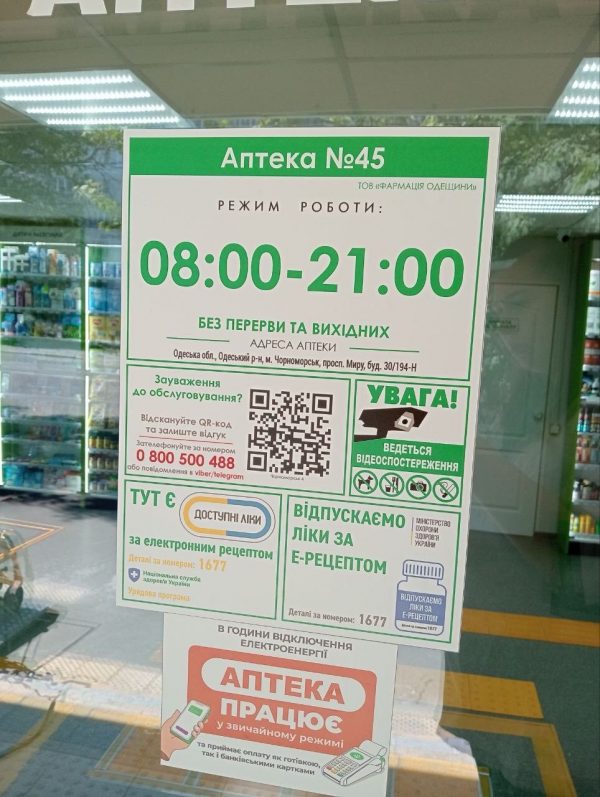 АПТЕК
Аптека №45
ТОВ «ФАРМАЦІЯ ОДЕЩИНИ»
РЕЖИМ РОБОТИ:
08:00-21:00
БЕЗ ПЕРЕРВИ ТА ВИХІДНИХ
АДРЕСА АПТЕКИ
Одеська обл., Одеський р-н, м. Чорноморськ, просп. Миру, буд. 30/194-Н
Зауваження
до обслуговування?
Відскануйте QR-код
та залиште відгук
Зателефонуйте за номером
0 800 500 488
або повідомлення в viber/telegram
Чорноморськ 4
УВАГА!
ВЕДЕТЬСЯ
ВІДЕОСПОСТЕРЕЖЕННЯ
ТУТ Є
ДОСТУПНІ ЛІКИ
за електронним рецептом
Деталі за номером: 1677
Національна служба
здоров'я України
Урядова програма
ВІДПУСКАЄМО
ЛІКИ ЗА
Е-РЕЦЕПТОМ
МІНІСТЕРСТВО
ОХОРОНИ
ЗДОРОВ'Я
УКРАЇНИ
ВІДПУСКАЄМО
ЛІКИ ЗА
Е-РЕЦЕПТОМ
Деталі за номером: 1677
В ГОДИНИ ВІДКЛЮЧЕННЯ
ЕЛЕКТРОЕНЕРГІЇ
АПТЕКА
ПРАЦЮЄ
у звичайному режимі
та приймає оплату як готівкою,
так і банківськими картками